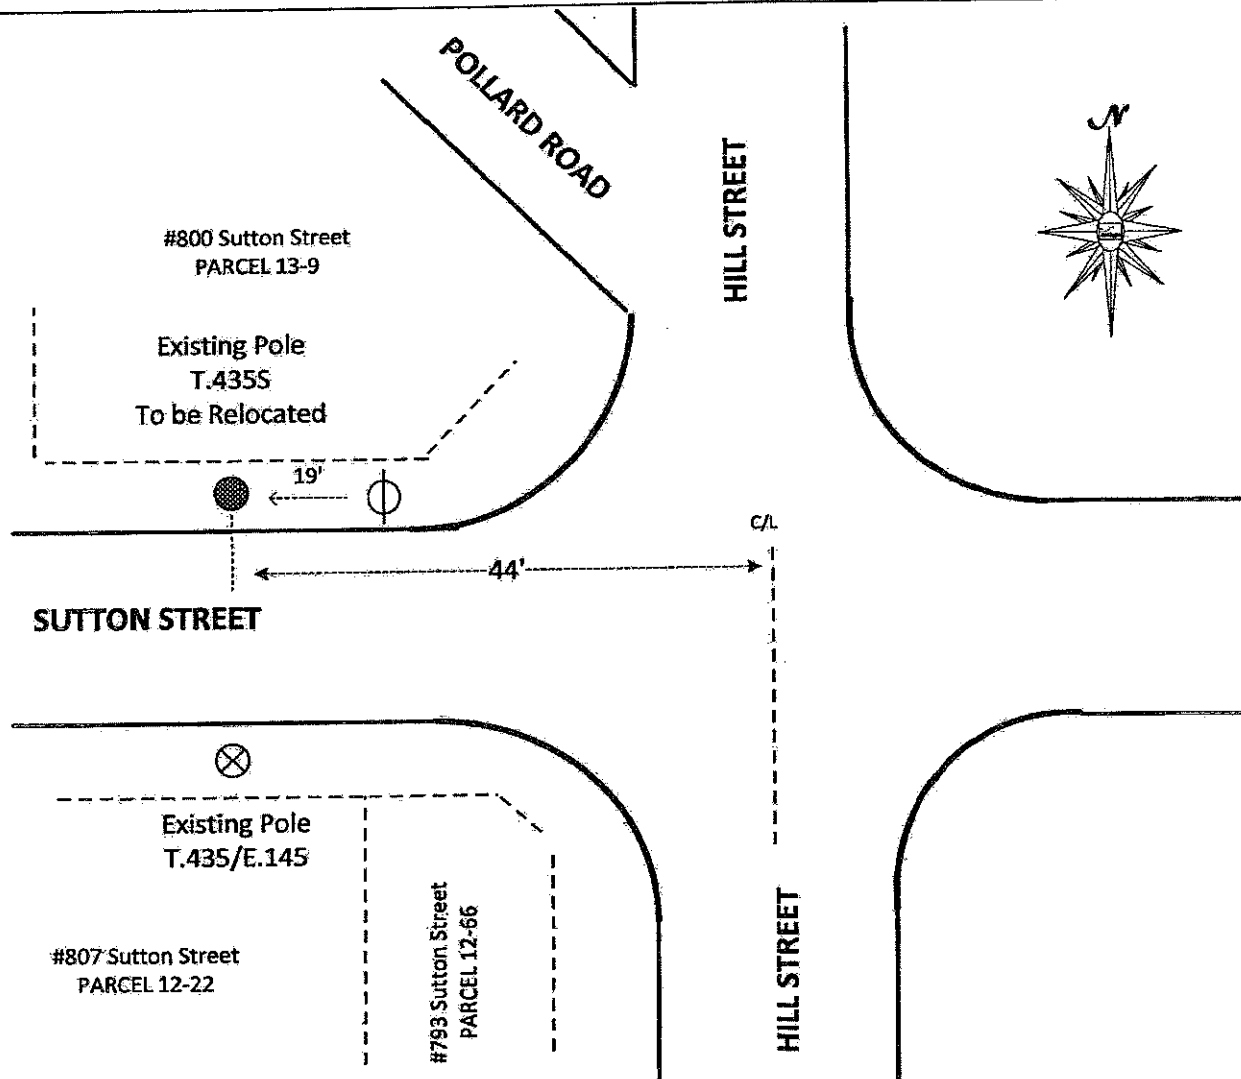 POLLARD ROAD
HILL STREET
N
#800 Sutton Street
PARCEL 13-9
Existing Pole
T.435S
To be Relocated
19'
C/L
44'
SUTTON STREET
Existing Pole
T.435/E.145
#807 Sutton Street
PARCEL 12-22
#793 Sutton Street
PARCEL 12-66
HILL STREET